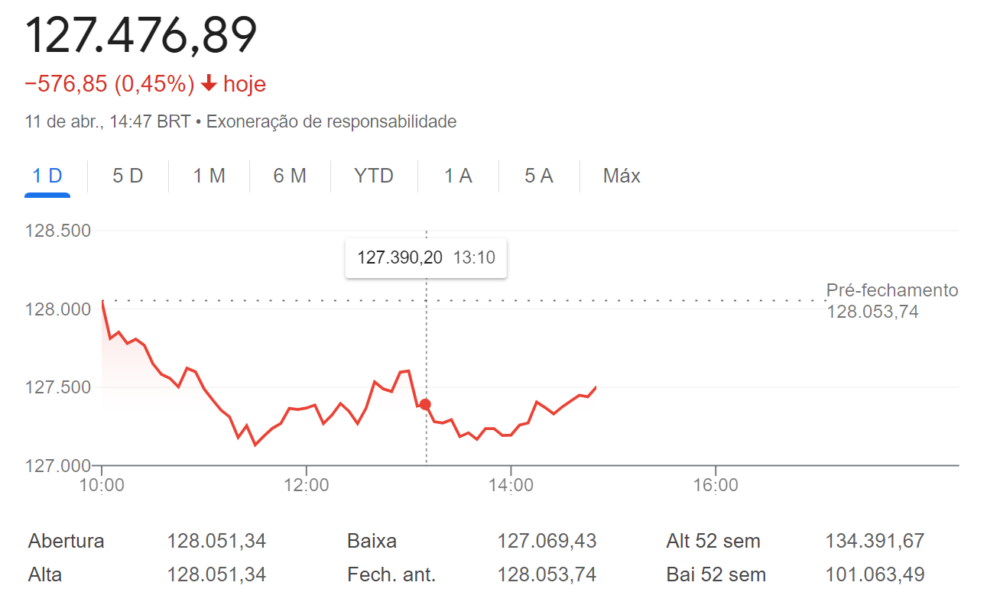 127.476,89
−576,85 (0,45%) ↓ hoje
11 de abr., 14:47 BRT • Exoneração de responsabilidade
1 D 5 D 1 M 6 M YTD 1 A 5 A Máx
128.500
127.390,20 13:10
Pré-fechamento
128.053,74
128.000
127.500
127.000
10:00 12:00 14:00 16:00
Abertura 128.051,34 Baixa 127.069,43 Alt 52 sem 134.391,67
Alta 128.051,34 Fech. ant. 128.053,74 Bai 52 sem 101.063,49